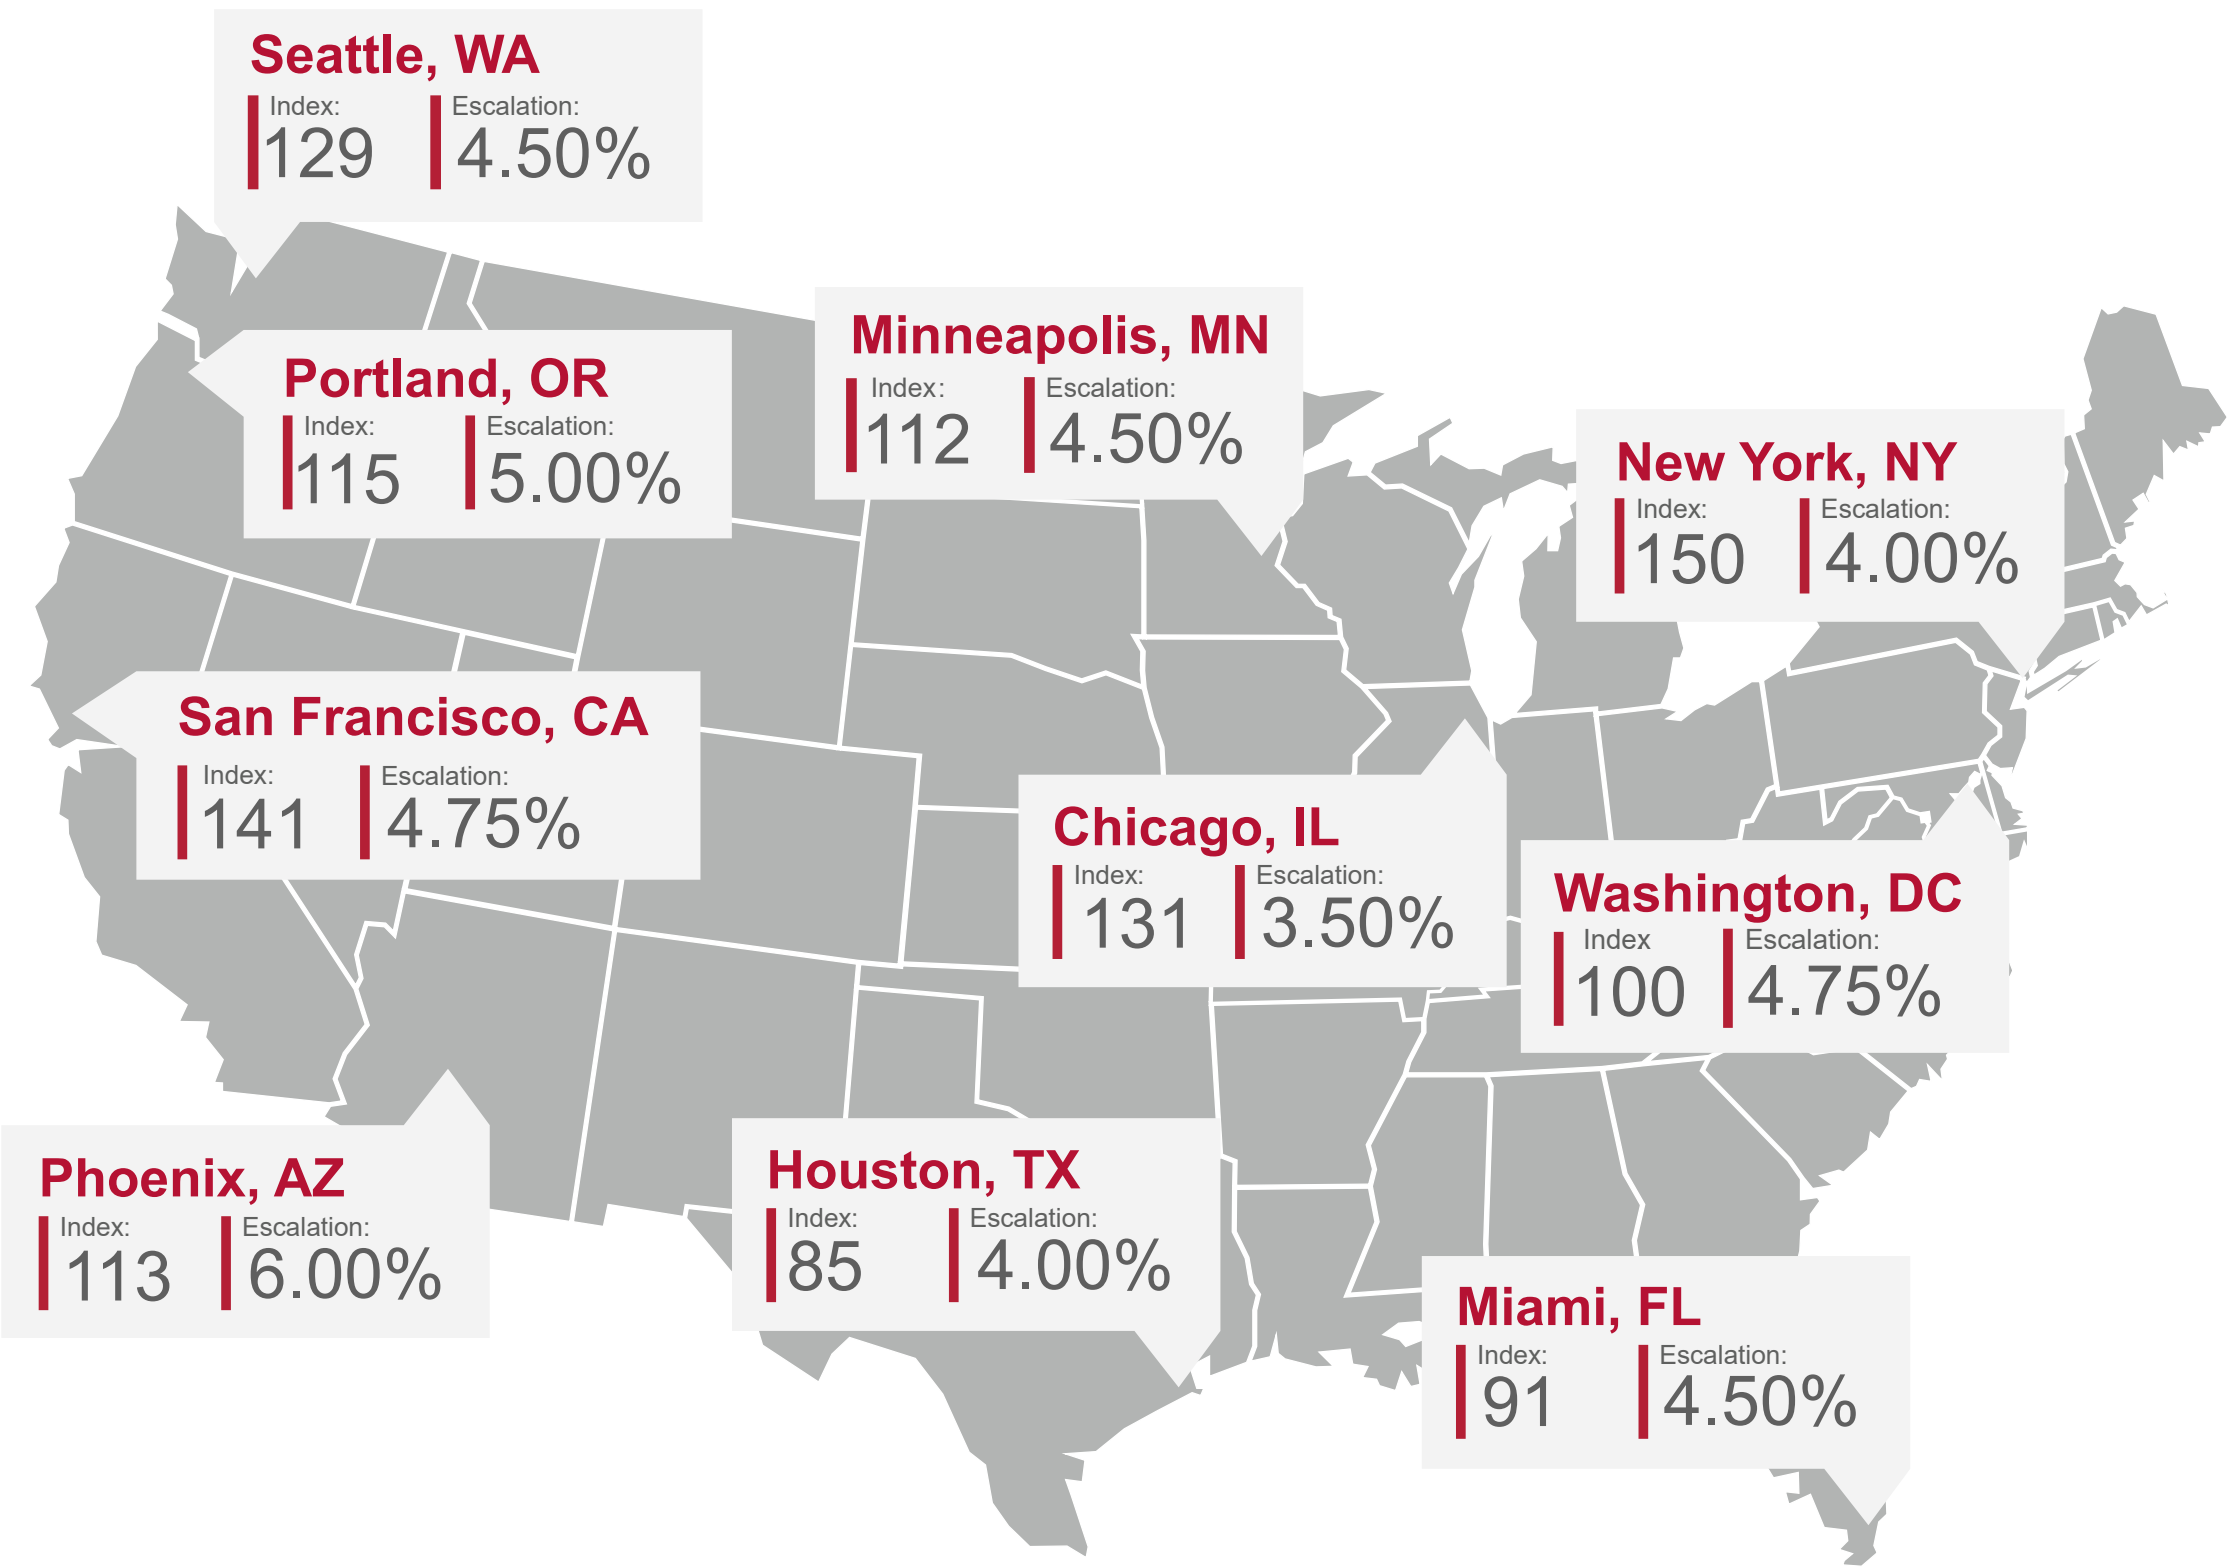 Seattle, WA
Index: Escalation:
129 4.50%
Portland, OR
Index: Escalation:
115 5.00%
Minneapolis, MN
Index: Escalation:
112 4.50%
New York, NY
Index: Escalation:
150 4.00%
San Francisco, CA
Index: Escalation:
141 4.75%
Chicago, IL
Index: Escalation:
131 3.50%
Washington, DC
Index Escalation:
100 4.75%
Phoenix, AZ
Index: Escalation:
113 6.00%
Houston, TX
Index: Escalation:
85 4.00%
Miami, FL
Index: Escalation:
91 4.50%